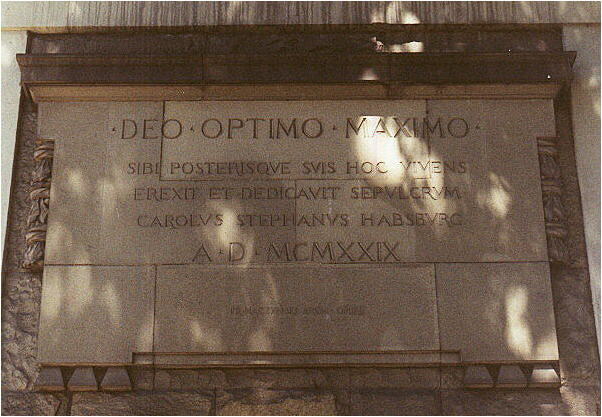 ·DEO·OPTIMO·MAXIMO·
SIBI POSTERISQVE SVIS HOC VIVENS
EREXIT ET DEDICAVIT SEPVLCRVM
CAROLVS STEPHANVS HABSBVRG
A·D·MCMXXIX